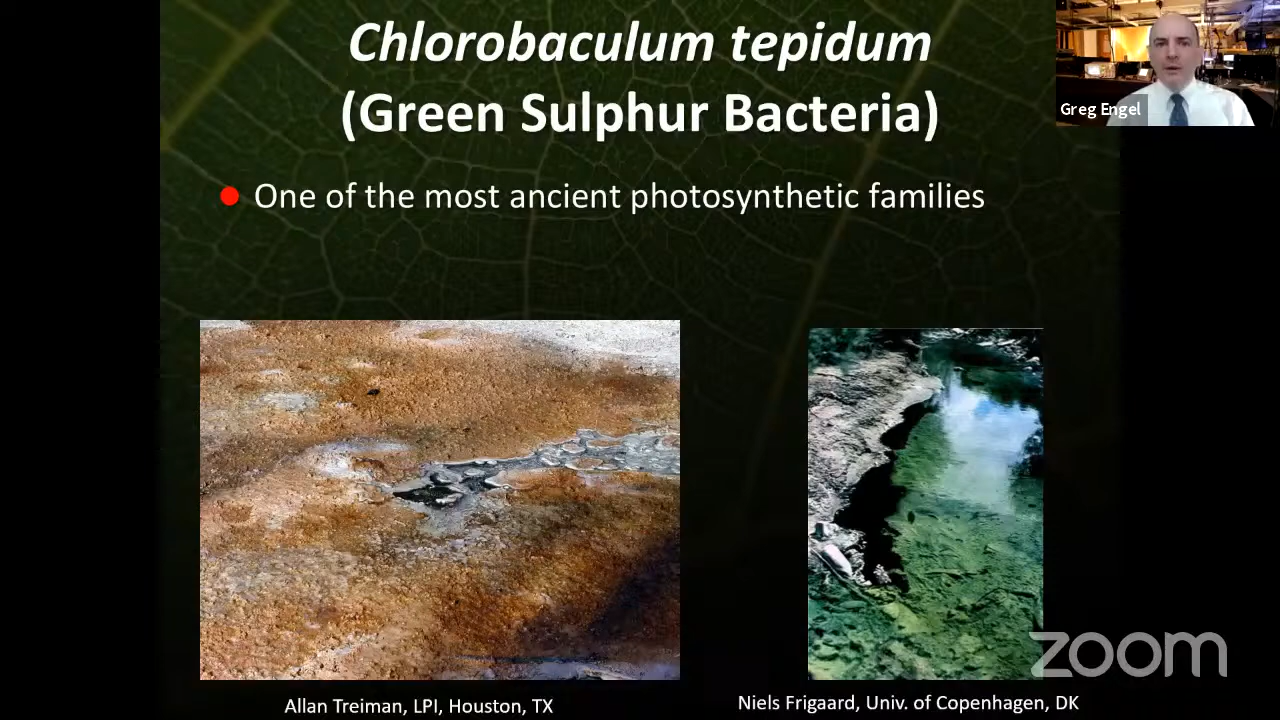 Chlorobaculum tepidum
(Green Sulphur Bacteria)
Greg Engel
One of the most ancient photosynthetic families
zoom
Allan Treiman, LPI, Houston, TX
Niels Frigaard, Univ. of Copenhagen, DK